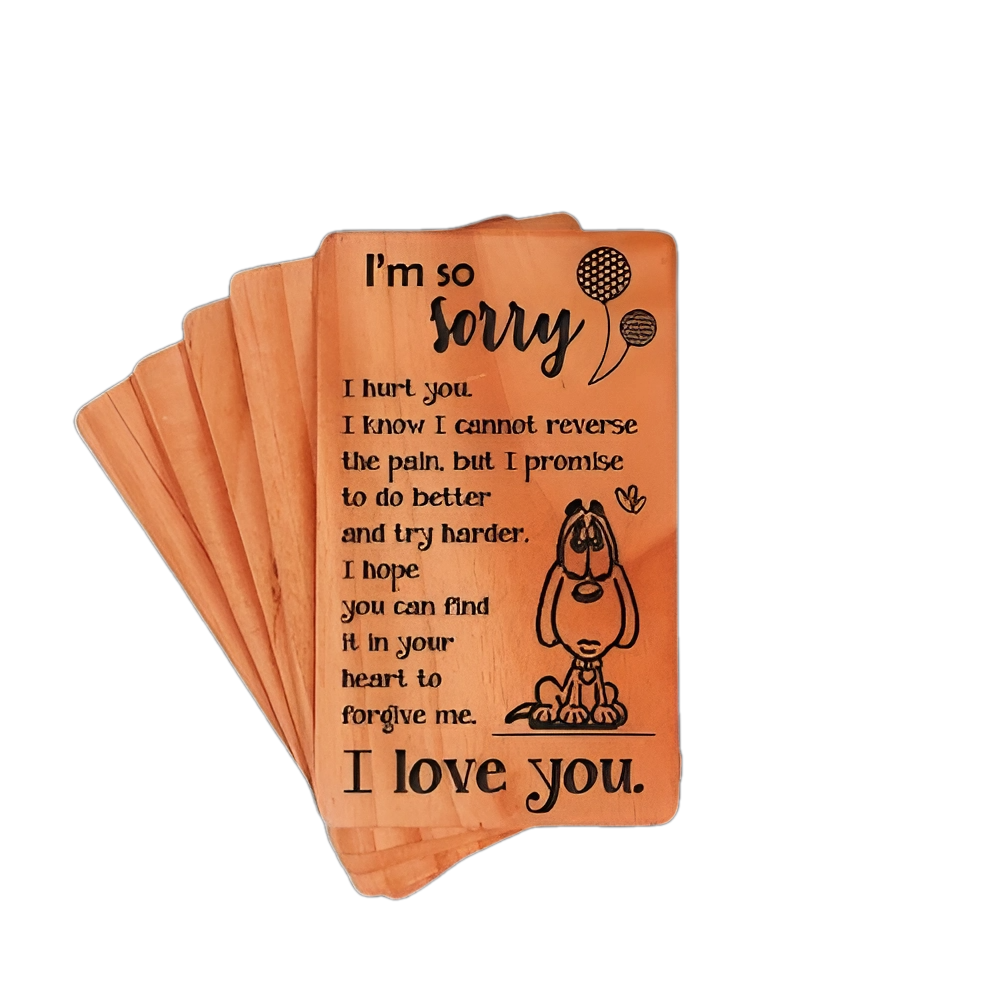 I'm so
sorry
I hurt you.
I know I cannot reverse
the pain, but I promise
to do better
and try harder.
I hope
you can find
it in your
heart to
forgive me.
I love you.